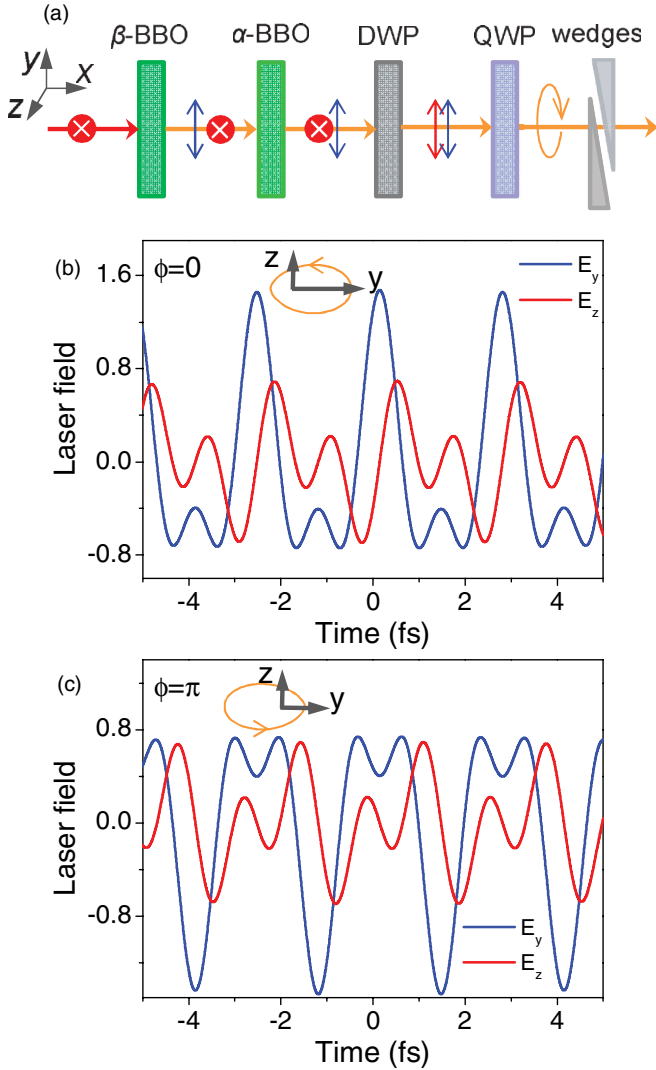 (a)
β-BBO α-BBO DWP QWP wedges
y
x
z
(b)
ϕ=0
z
y
E_y
E_z
1.6
0.8
0.0
-0.8
Laser field
-4 -2 0 2 4
Time (fs)
(c)
ϕ=π
z
y
E_y
E_z
0.8
0.0
-0.8
Laser field
-4 -2 0 2 4
Time (fs)